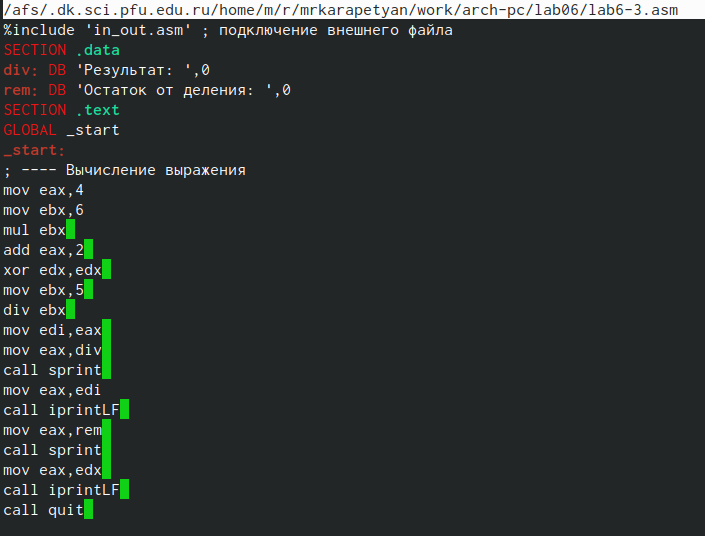 /afs/.dk.sci.pfu.edu.ru/home/m/r/mrkarapetyan/work/arch-pc/lab06/lab6-3.asm
%include 'in_out.asm' ; подключение внешнего файла
SECTION .data
div: DB 'Результат: ',0
rem: DB 'Остаток от деления: ',0
SECTION .text
GLOBAL _start
_start:
; ---- Вычисление выражения
mov eax,4
mov ebx,6
mul ebx
add eax,2
xor edx,edx
mov ebx,5
div ebx
mov edi,eax
mov eax,div
call sprint
mov eax,edi
call iprintLF
mov eax,rem
call sprint
mov eax,edx
call iprintLF
call quit